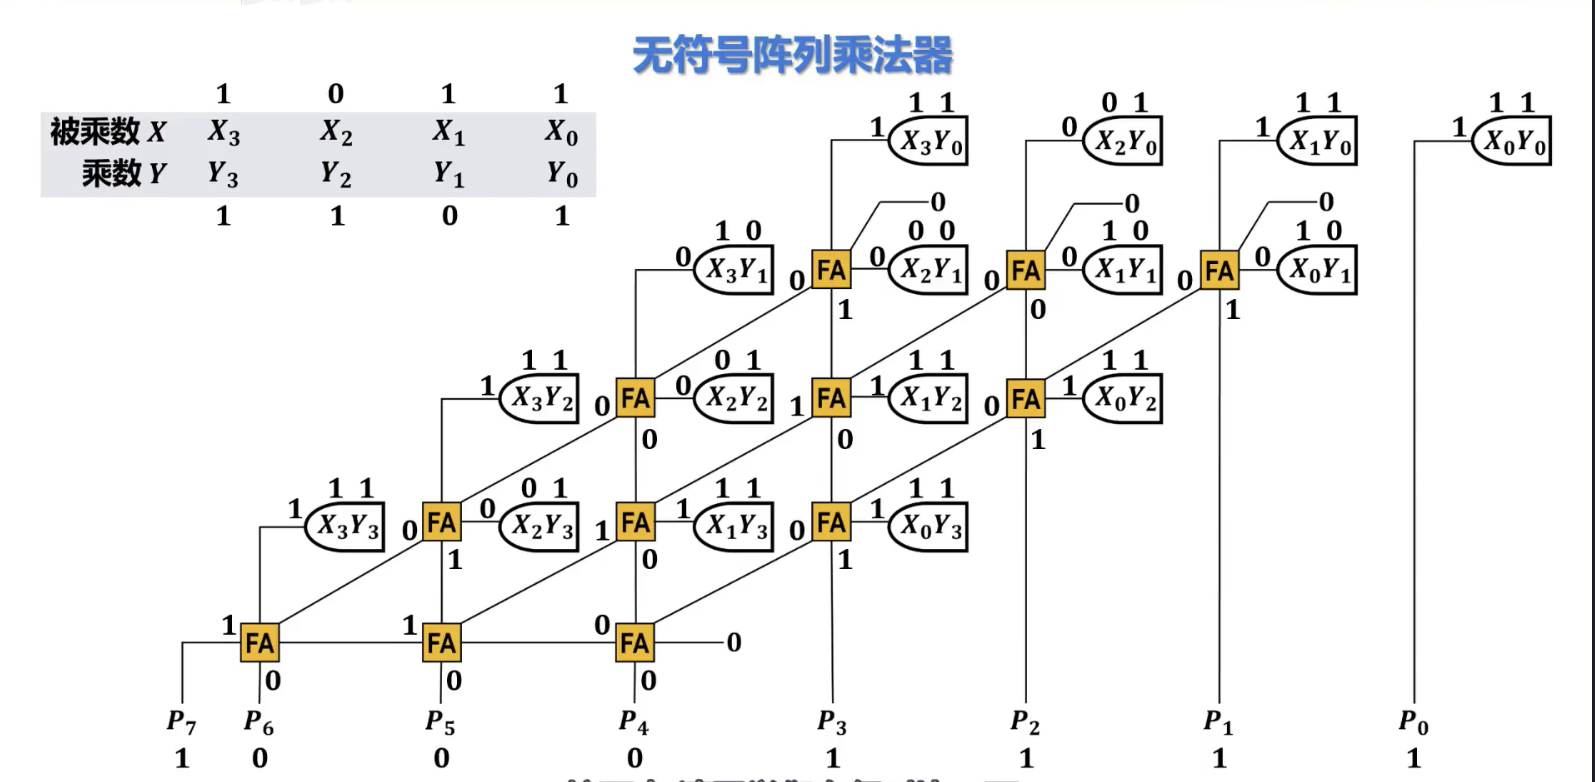 无符号阵列乘法器
1 0 1 1
被乘数 X X₃ X₂ X₁ X₀
乘数 Y Y₃ Y₂ Y₁ Y₀
1 1 0 1
1 1 0 1 1 1 1 1
1 X₃Y₀ 0 X₂Y₀ 1 X₁Y₀ 1 X₀Y₀
0 0 0
1 0 0 0 1 0 1 0
0 X₃Y₁ 0 FA 0 X₂Y₁ 0 FA 0 X₁Y₁ 0 FA 0 X₀Y₁
1 0 1
1 1 0 1 1 1 1 1
1 X₃Y₂ 0 FA 0 X₂Y₂ 1 FA 1 X₁Y₂ 0 FA 1 X₀Y₂
0 0 1
1 1 0 1 1 1 1 1
1 X₃Y₃ 0 FA 0 X₂Y₃ 1 FA 1 X₁Y₃ 0 FA 1 X₀Y₃
1 0 1
1 FA 1 FA 0 FA 0
0 0 0
P₇ P₆ P₅ P₄ P₃ P₂ P₁ P₀
1 0 0 0 1 1 1 1